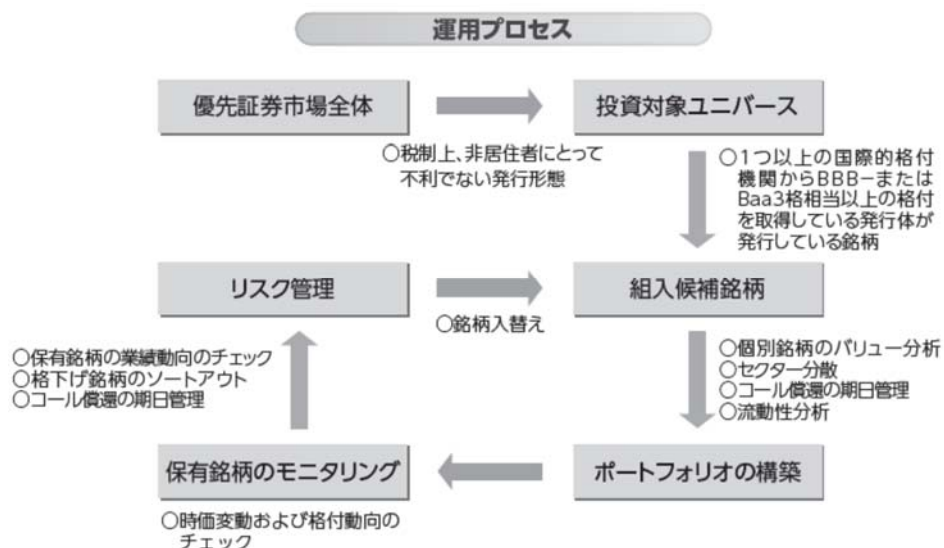 運用プロセス
優先証券市場全体
投資対象ユニバース
○税制上、非居住者にとって
不利でない発行形態
○1つ以上の国際的格付
機関からBBB−または
Baa3格相当以上の格付
を取得している発行体が
発行している銘柄
リスク管理
組入候補銘柄
○銘柄入替え
○保有銘柄の業績動向のチェック
○格下げ銘柄のソートアウト
○コール償還の期日管理
○個別銘柄のバリュー分析
○セクター分散
○コール償還の期日管理
○流動性分析
保有銘柄のモニタリング
ポートフォリオの構築
○時価変動および格付動向の
チェック